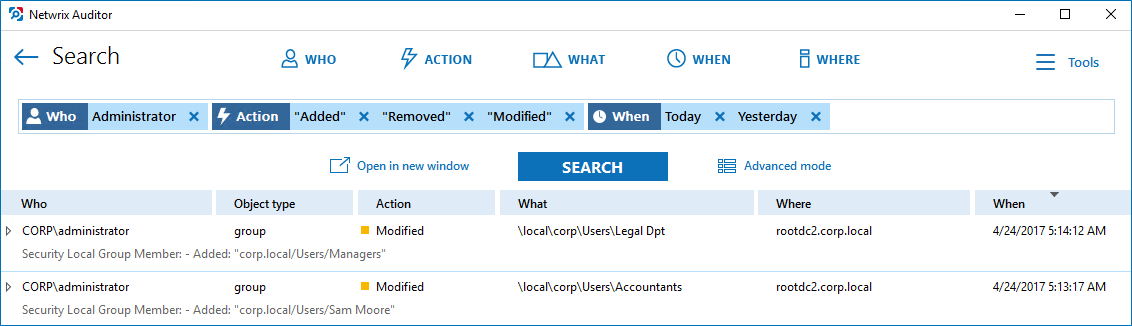 Netwrix Auditor
Search WHO ACTION WHAT WHEN WHERE Tools
Who Administrator Action "Added" "Removed" "Modified" When Today Yesterday
Open in new window SEARCH Advanced mode
Who Object type Action What Where When
CORP\administrator group Modified \local\corp\Users\Legal Dpt rootdc2.corp.local 4/24/2017 5:14:12 AM
Security Local Group Member: - Added: "corp.local/Users/Managers"
CORP\administrator group Modified \local\corp\Users\Accountants rootdc2.corp.local 4/24/2017 5:13:17 AM
Security Local Group Member: - Added: "corp.local/Users/Sam Moore"